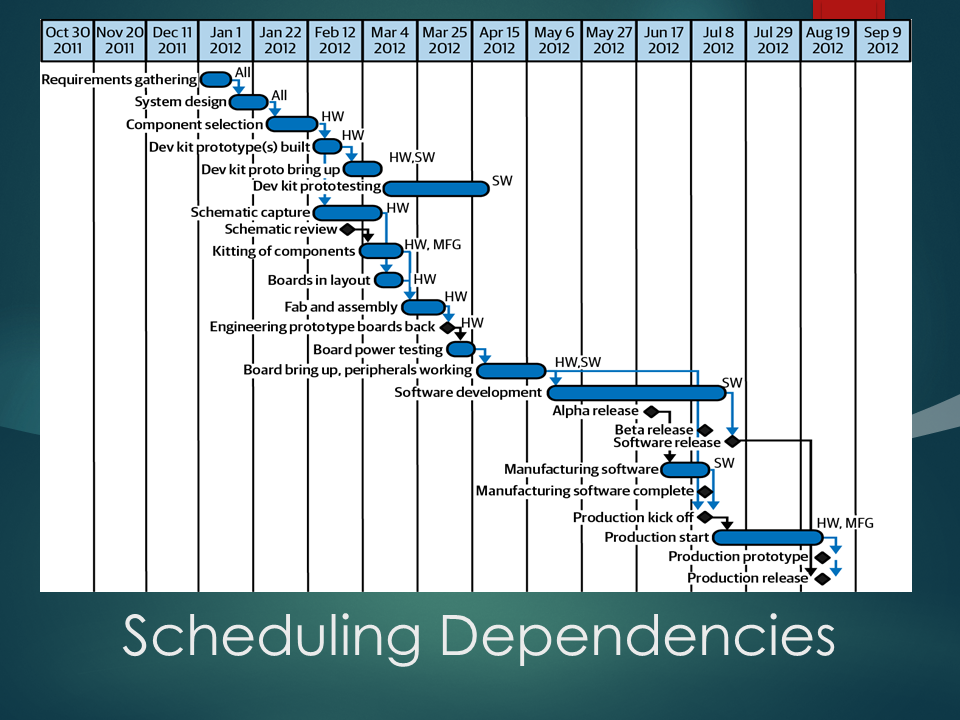 Oct 30 Nov 20 Dec 11 Jan 1 Jan 22 Feb 12 Mar 4 Mar 25 Apr 15 May 6 May 27 Jun 17 Jul 8 Jul 29 Aug 19 Sep 9
2011 2011 2011 2012 2012 2012 2012 2012 2012 2012 2012 2012 2012 2012 2012 2012
Requirements gathering All
System design All
Component selection HW
Dev kit prototype(s) built HW
Dev kit proto bring up HW,SW
Dev kit prototesting SW
Schematic capture HW
Schematic review
Kitting of components HW, MFG
Boards in layout HW
Fab and assembly HW
Engineering prototype boards back HW
Board power testing
Board bring up, peripherals working HW,SW
Software development SW
Alpha release
Beta release
Software release
Manufacturing software SW
Manufacturing software complete
Production kick off
Production start HW, MFG
Production prototype
Production release
Scheduling Dependencies